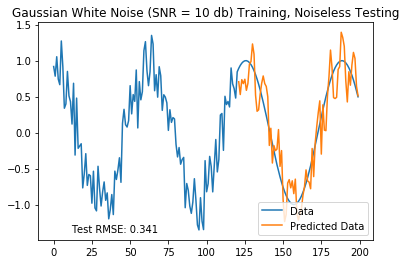 Gaussian White Noise (SNR = 10 db) Training, Noiseless Testing
1.5
1.0
0.5
0.0
-0.5
-1.0
Test RMSE: 0.341
Data
Predicted Data
0 25 50 75 100 125 150 175 200